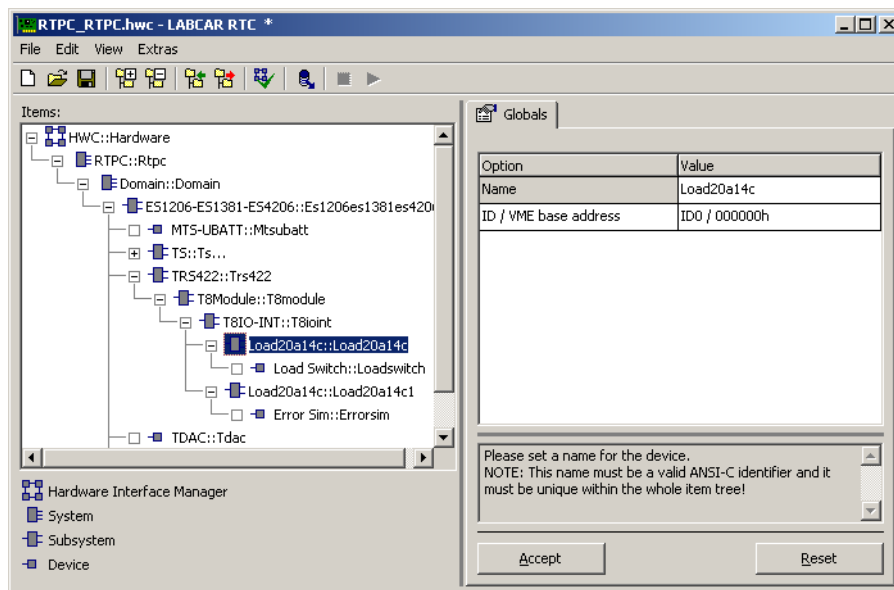 RTPC_RTPC.hwc - LABCAR RTC *
File Edit View Extras
Items:
HWC::Hardware
RTPC::Rtpc
Domain::Domain
ES1206-ES1381-ES4206::Es1206es1381es420
MTS-UBATT::Mtsubatt
TS::Ts...
TRS422::Trs422
T8Module::T8module
T8IO-INT::T8ioint
Load20a14c::Load20a14c
Load Switch::Loadswitch
Load20a14c::Load20a14c1
Error Sim::Errorsim
TDAC::Tdac
Hardware Interface Manager
System
Subsystem
Device
Globals
Option Value
Name Load20a14c
ID / VME base address ID0 / 000000h
Please set a name for the device.
NOTE: This name must be a valid ANSI-C identifier and it
must be unique within the whole item tree!
Accept Reset